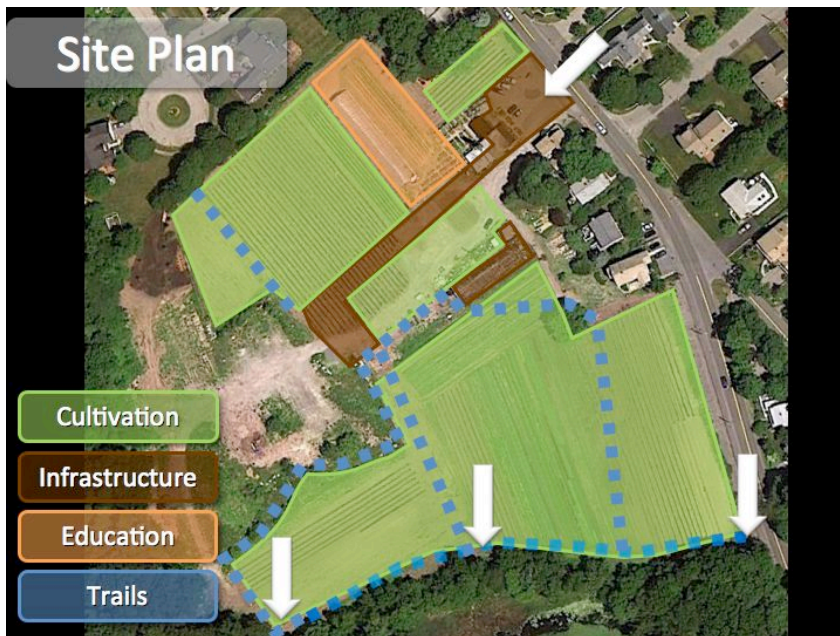 Site Plan
Cultivation
Infrastructure
Education
Trails